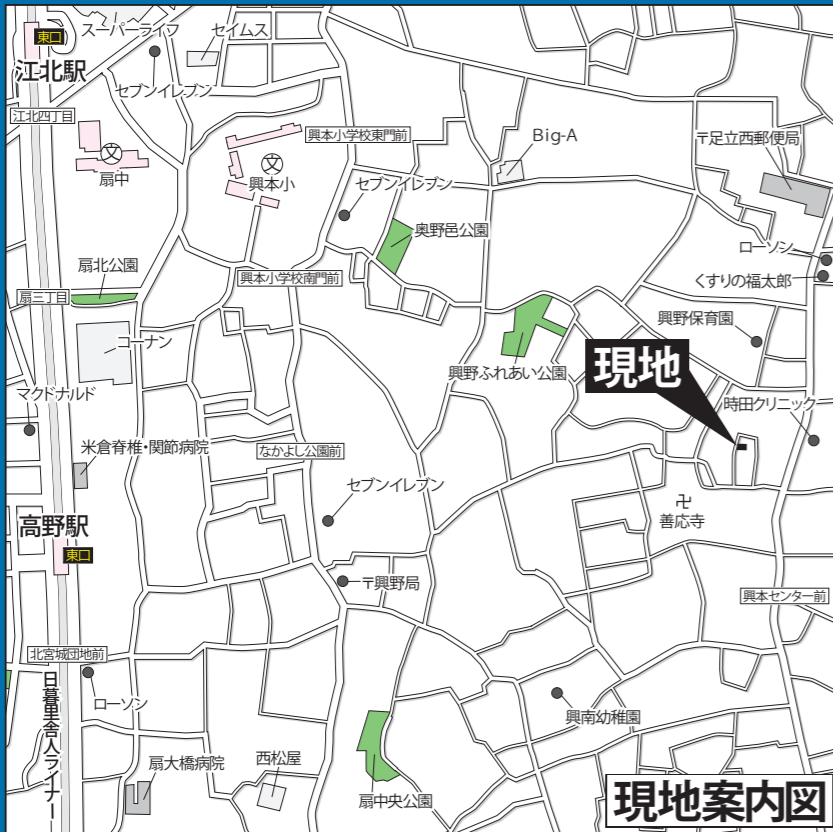 スーパーライフ
セイムス
東口
江北駅
セブンイレブン
江北四丁目
興本小学校東門前
Big-A
〒足立西郵便局
文
扇中
文
興本小
セブンイレブン
奥野邑公園
ローソン
扇北公園
興本小学校南門前
くすりの福太郎
扇三丁目
興野保育園
コーナン
興野ふれあい公園
現地
マクドナルド
時田クリニック
米倉脊椎・関節病院
なかよし公園前
セブンイレブン
卍
善応寺
高野駅
東口
〒興野局
興本センター前
北宮城団地前
ローソン
日暮里舎人ライナー
興南幼稚園
扇大橋病院
西松屋
扇中央公園
現地案内図